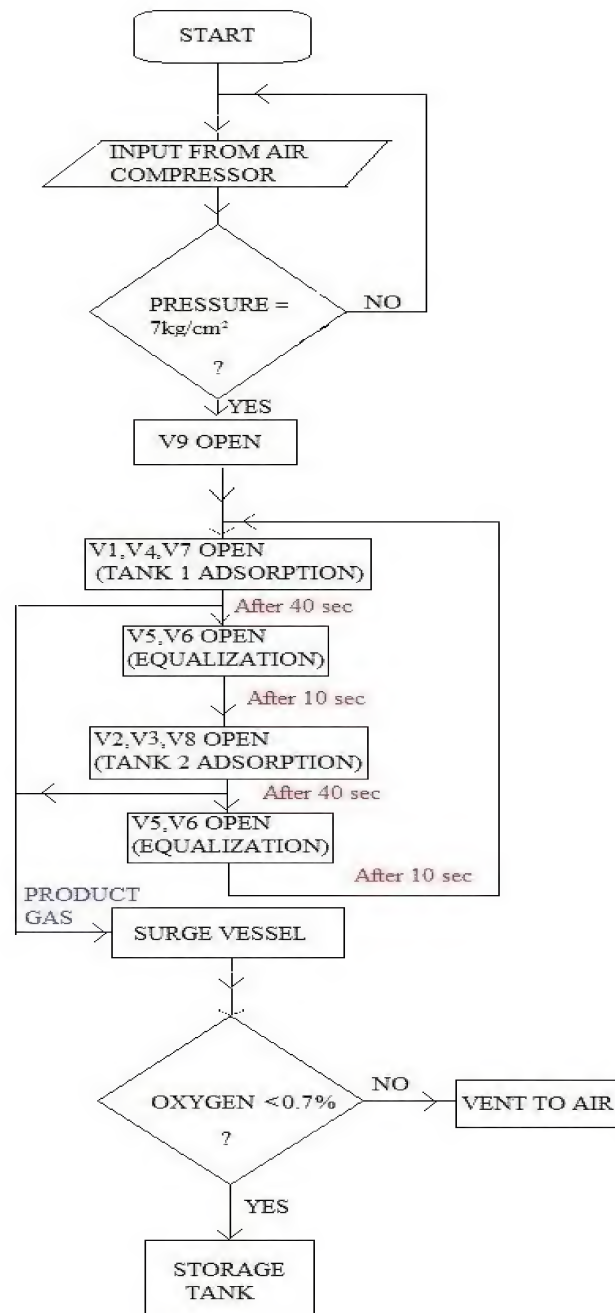 START
INPUT FROM AIR
COMPRESSOR
PRESSURE =
7kg/cm²
?
NO
YES
V9 OPEN
V1,V4,V7 OPEN
(TANK 1 ADSORPTION)
After 40 sec
V5,V6 OPEN
(EQUALIZATION)
After 10 sec
V2,V3,V8 OPEN
(TANK 2 ADSORPTION)
After 40 sec
V5,V6 OPEN
(EQUALIZATION)
After 10 sec
PRODUCT
GAS
SURGE VESSEL
OXYGEN <0.7%
?
NO
VENT TO AIR
YES
STORAGE
TANK